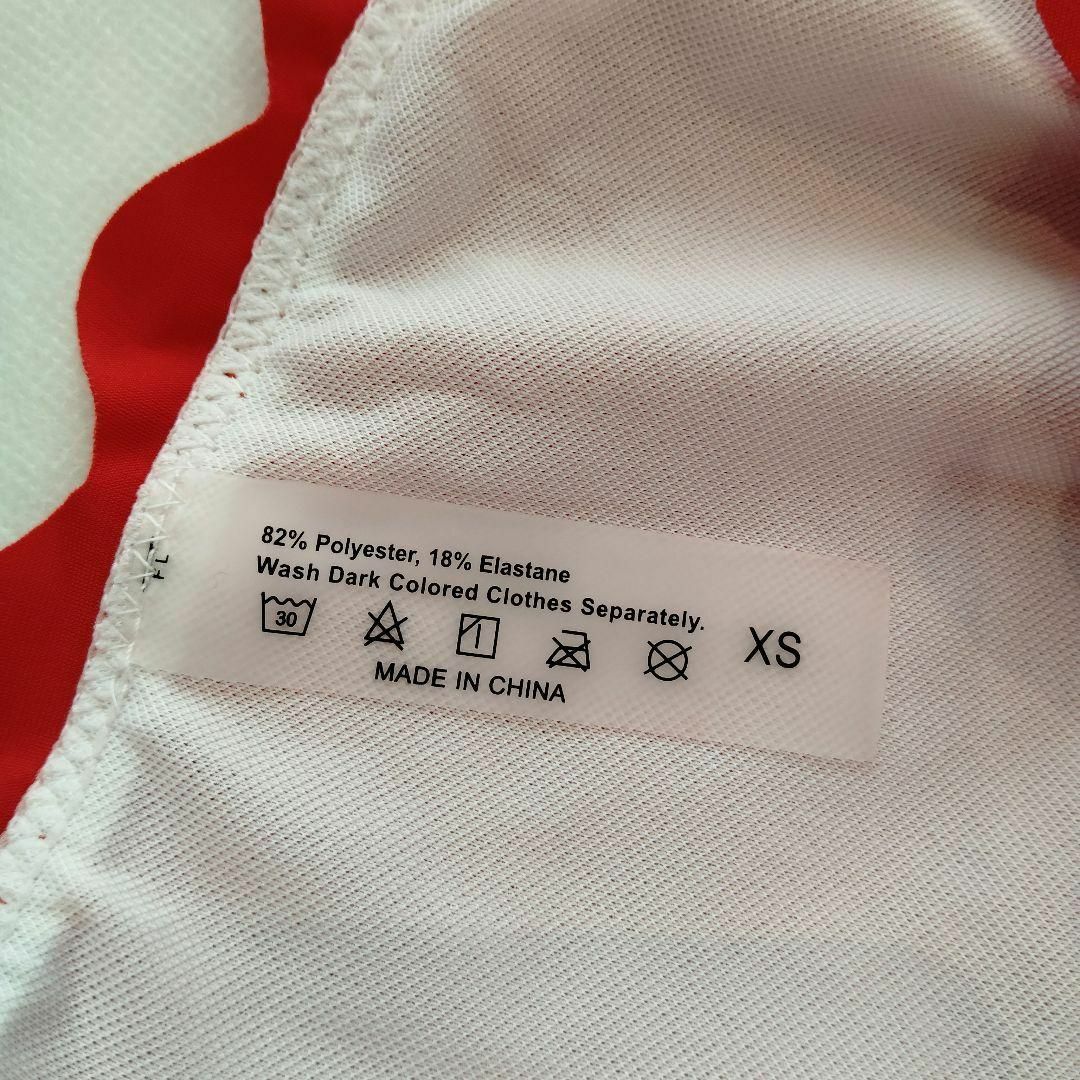 82% Polyester, 18% Elastane
Wash Dark Colored Clothes Separately.
30
XS
MADE IN CHINA